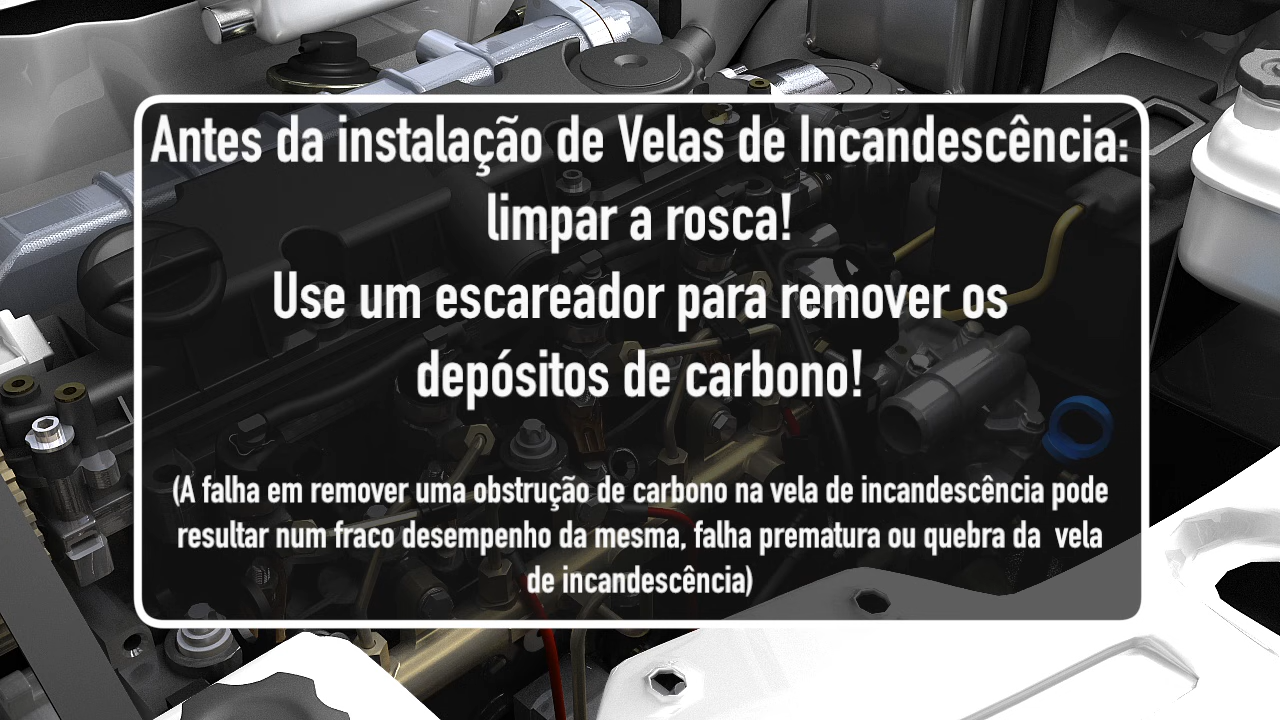 Antes da instalação de Velas de Incandescência:
limpar a rosca!
Use um escareador para remover os
depósitos de carbono!
(A falha em remover uma obstrução de carbono na vela de incandescência pode
resultar num fraco desempenho da mesma, falha prematura ou quebra da  vela
de incandescência)